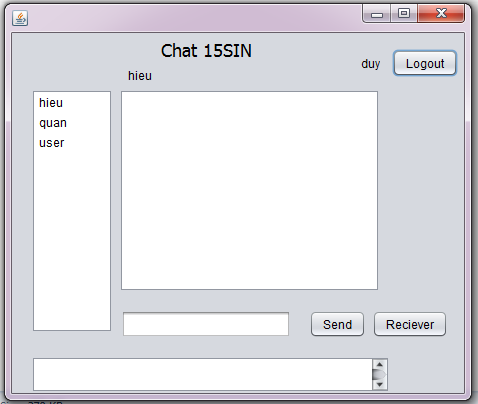 Chat 15SIN
duy
Logout
hieu
hieu
quan
user
Send
Reciever